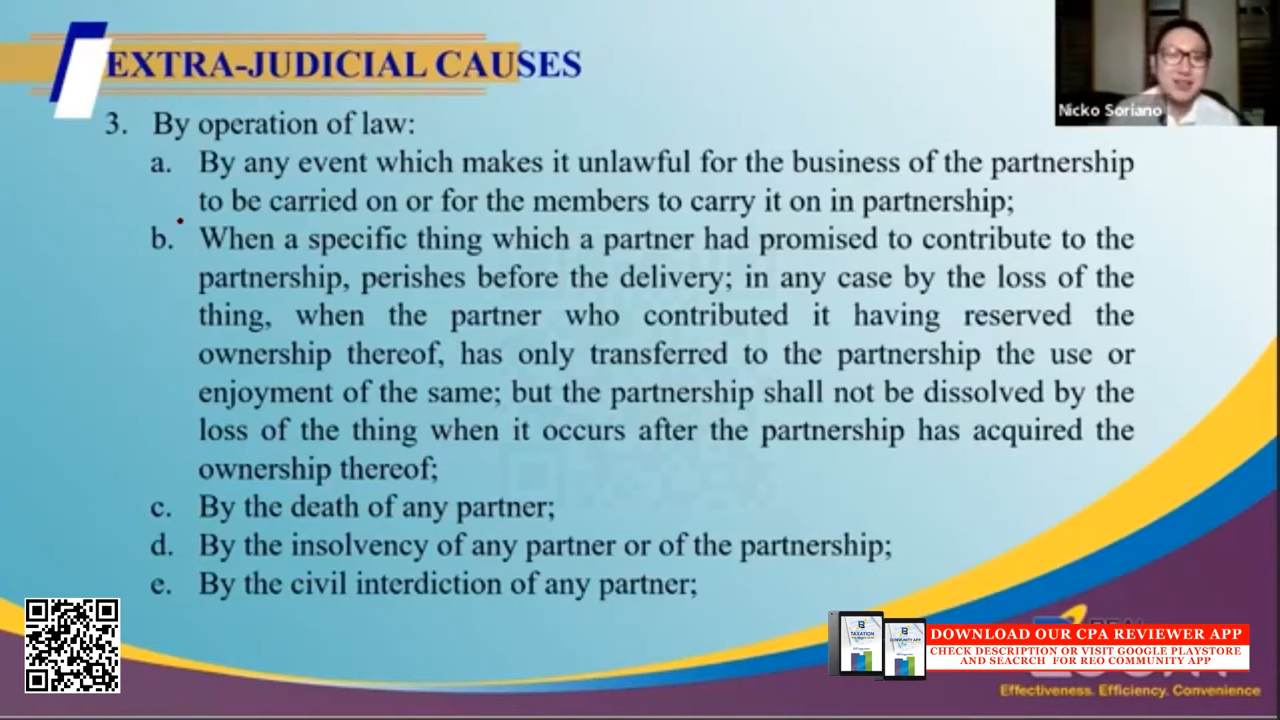 EXTRA-JUDICIAL CAUSES
Nicko Soriano
3. By operation of law:
a. By any event which makes it unlawful for the business of the partnership
to be carried on or for the members to carry it on in partnership;
b. When a specific thing which a partner had promised to contribute to the
partnership, perishes before the delivery; in any case by the loss of the
thing, when the partner who contributed it having reserved the
ownership thereof, has only transferred to the partnership the use or
enjoyment of the same; but the partnership shall not be dissolved by the
loss of the thing when it occurs after the partnership has acquired the
ownership thereof;
c. By the death of any partner;
d. By the insolvency of any partner or of the partnership;
e. By the civil interdiction of any partner;
TAXATION
DOWNLOAD OUR CPA REVIEWER APP
CHECK DESCRIPTION OR VISIT GOOGLE PLAYSTORE
AND SEACRCH FOR REO COMMUNITY APP
Effectiveness. Efficiency. Convenience